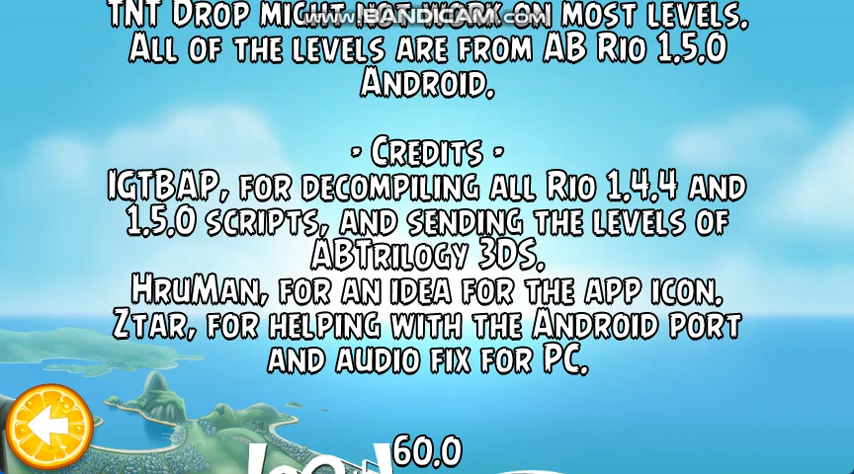 TNT Drop might not work on most levels.
www.BANDICAM.com
All of the levels are from AB Rio 1.5.0
Android.
- Credits -
IGTBAP, for decompiling all Rio 1.4.4 and
1.5.0 scripts, and sending the levels of
ABTrilogy 3DS.
HruMan, for an idea for the app icon.
Ztar, for helping with the Android port
and audio fix for PC.
60.0